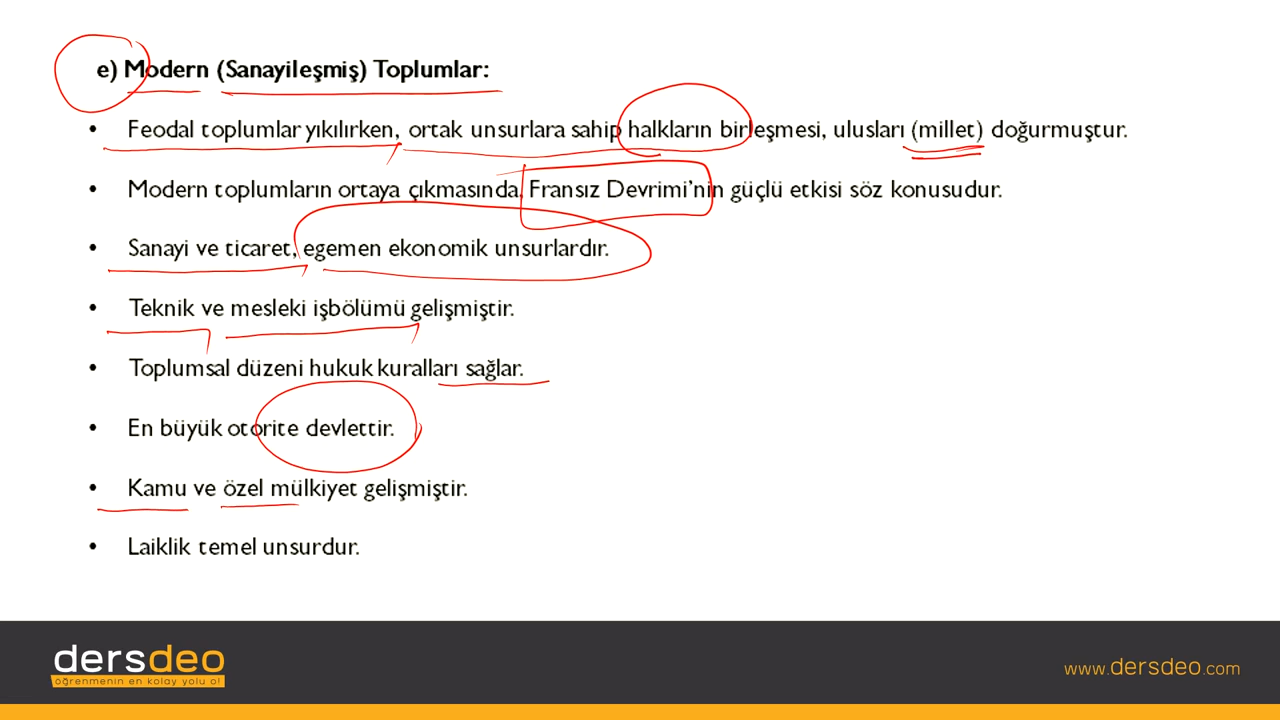 e) Modern (Sanayileşmiş) Toplumlar:
• Feodal toplumlar yıkılırken, ortak unsurlara sahip halkların birleşmesi, ulusları (millet) doğurmuştur.
• Modern toplumların ortaya çıkmasında, Fransız Devrimi'nin güçlü etkisi söz konusudur.
• Sanayi ve ticaret, egemen ekonomik unsurlardır.
• Teknik ve mesleki işbölümü gelişmiştir.
• Toplumsal düzeni hukuk kuralları sağlar.
• En büyük otorite devlettir.
• Kamu ve özel mülkiyet gelişmiştir.
• Laiklik temel unsurdur.
dersdeo
öğrenmenin en kolay yolu o!
www.dersdeo.com